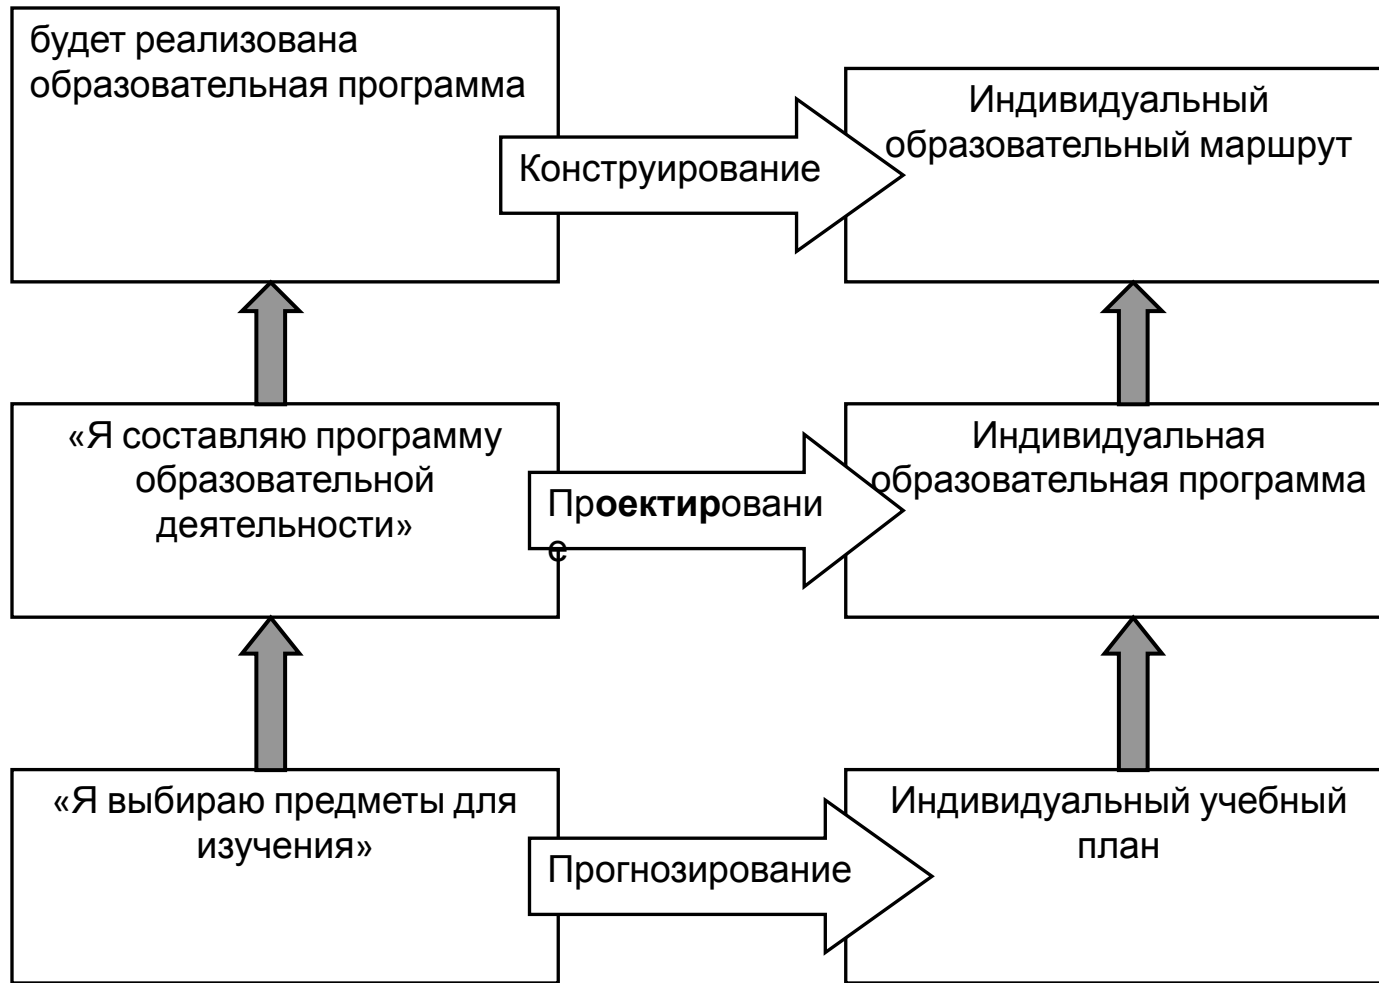 будет реализована
образовательная программа
Конструирование
Индивидуальный
образовательный маршрут
«Я составляю программу
образовательной
деятельности»
Проектировани
е
Индивидуальная
образовательная программа
«Я выбираю предметы для
изучения»
Прогнозирование
Индивидуальный учебный
план